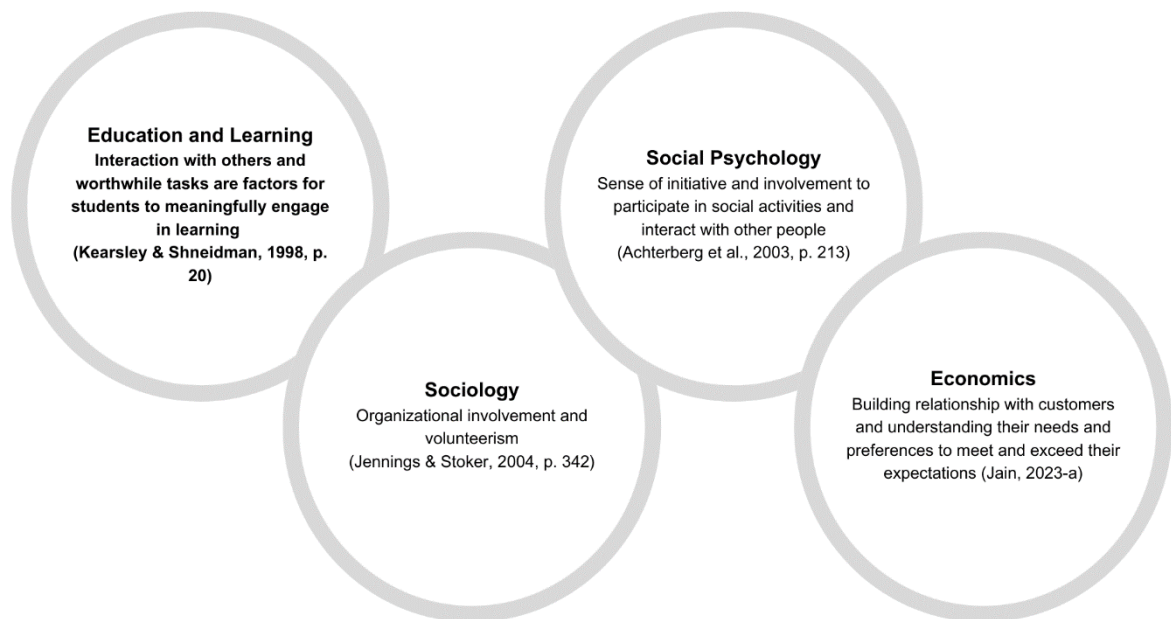 Education and Learning
Interaction with others and
worthwhile tasks are factors for
students to meaningfully engage
in learning
(Kearsley & Shneidman, 1998, p.
20)
Sociology
Organizational involvement and
volunteerism
(Jennings & Stoker, 2004, p. 342)
Social Psychology
Sense of initiative and involvement to
participate in social activities and
interact with other people
(Achterberg et al., 2003, p. 213)
Economics
Building relationship with customers
and understanding their needs and
preferences to meet and exceed their
expectations (Jain, 2023-a)